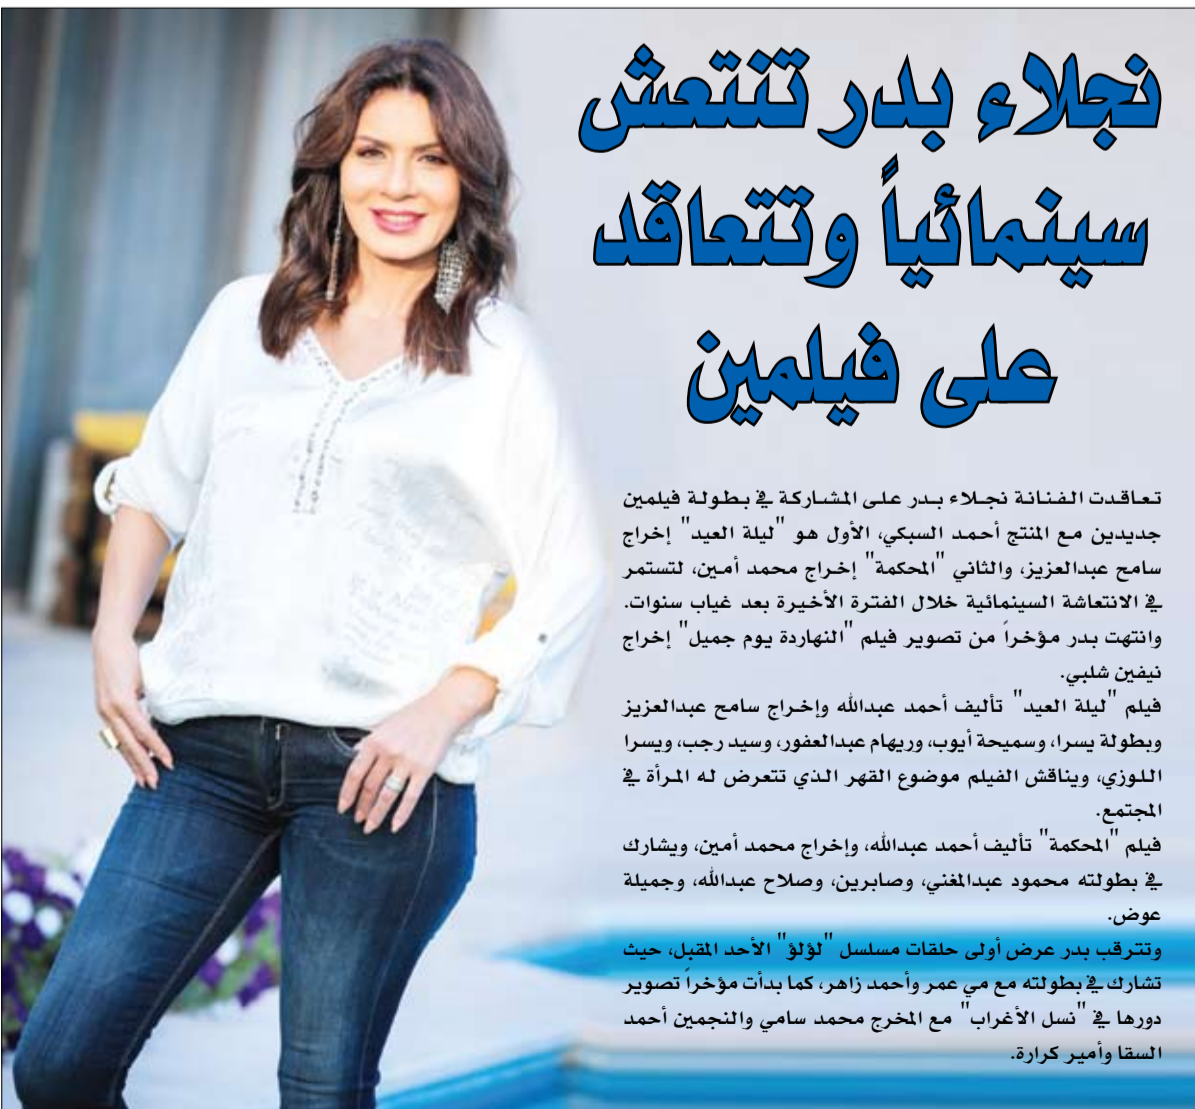 نجلاء بدر تنتعش
سينمائياً وتتعاقد
على فيلمين
تعاقدت الفنانة نجلاء بدر على المشاركة في بطولة فيلمين
جديدين مع المنتج أحمد السبكي، الأول هو "ليلة العيد" إخراج
سامح عبدالعزيز، والثاني "المحكمة" إخراج محمد أمين، لتستمر
في الانتعاشة السينمائية خلال الفترة الأخيرة بعد غياب سنوات.
وانتهت بدر مؤخراً من تصوير فيلم "النهاردة يوم جميل" إخراج
نيفين شلبي.
فيلم "ليلة العيد" تأليف أحمد عبدالله وإخراج سامح عبدالعزيز
وبطولة يسرا، وسميحة أيوب، وريهام عبدالعفور، وسيد رجب، ويسرا
اللوزي، ويناقش الفيلم موضوع القهر الذي تتعرض له المرأة في
المجتمع.
فيلم "المحكمة" تأليف أحمد عبدالله، وإخراج محمد أمين، ويشارك
في بطولته محمود عبدالمغني، وصابرين، وصلاح عبدالله، وجميلة
عوض.
وتترقب بدر عرض أولى حلقات مسلسل "لؤلؤ" الأحد المقبل، حيث
تشارك في بطولته مع مي عمر وأحمد زاهر، كما بدأت مؤخراً تصوير
دورها في "نسل الأغراب" مع المخرج محمد سامي والنجمين أحمد
السقا وأمير كرارة.